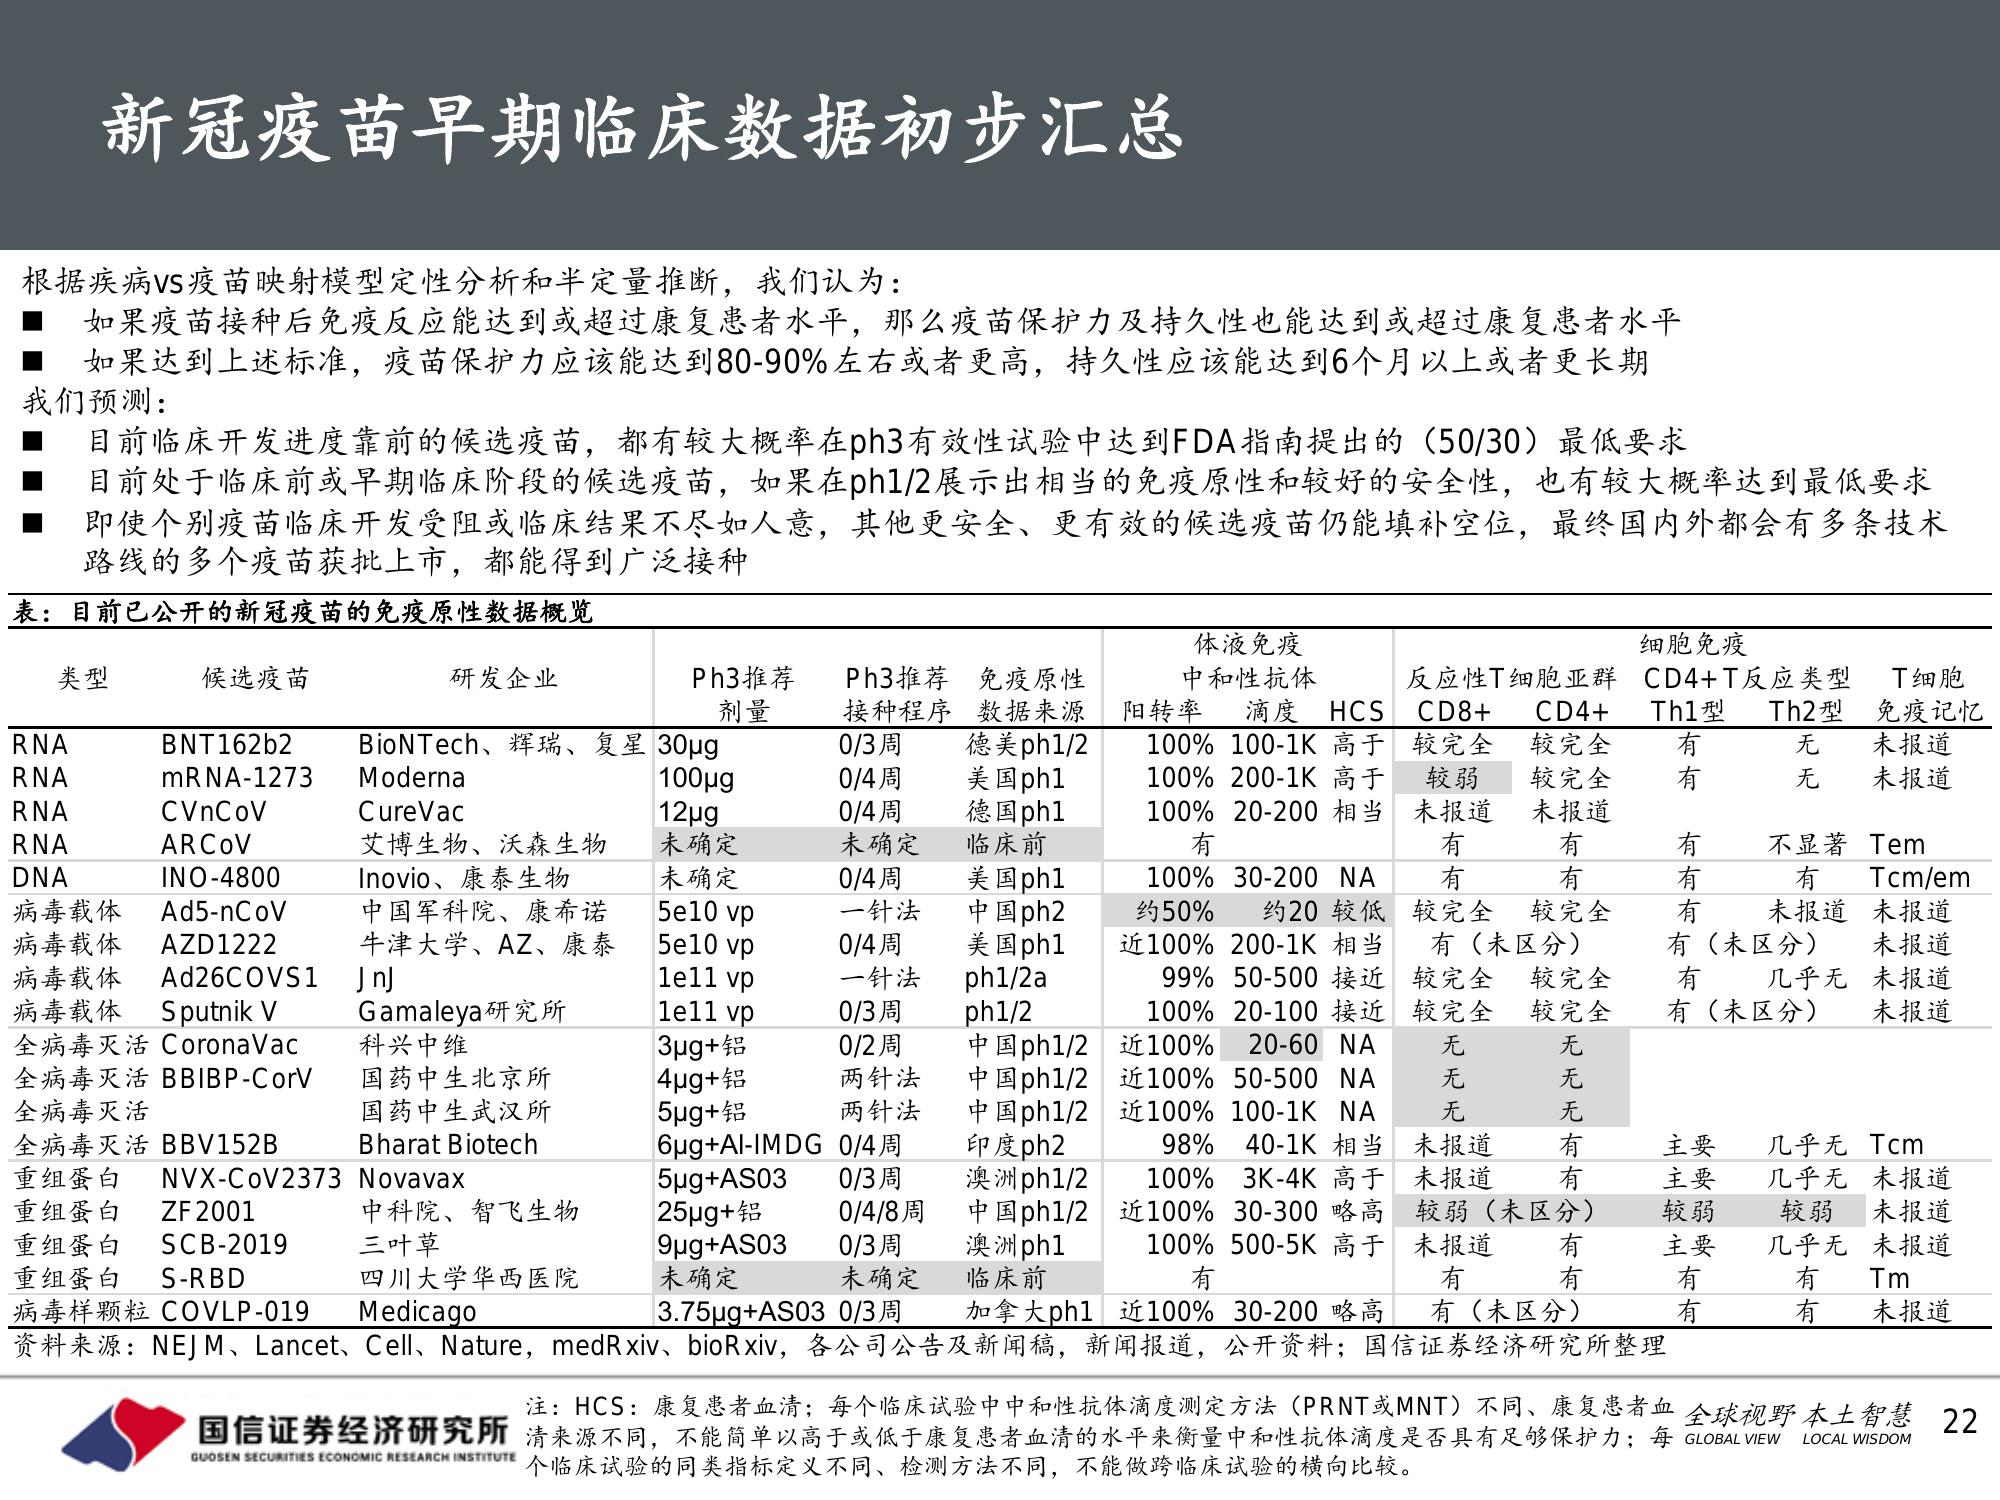 新冠疫苗早期临床数据初步汇总
根据疾病vs疫苗映射模型定性分析和半定量推断，我们认为：
■ 如果疫苗接种后免疫反应能达到或超过康复患者水平，那么疫苗保护力及持久性也能达到或超过康复患者水平
■ 如果达到上述标准，疫苗保护力应该能达到80-90%左右或者更高，持久性应该能达到6个月以上或者更长期
我们预测：
■ 目前临床开发进度靠前的候选疫苗，都有较大概率在ph3有效性试验中达到FDA指南提出的（50/30）最低要求
■ 目前处于临床前或早期临床阶段的候选疫苗，如果在ph1/2展示出相当的免疫原性和较好的安全性，也有较大概率达到最低要求
■ 即使个别疫苗临床开发受阻或临床结果不尽如人意，其他更安全、更有效的候选疫苗仍能填补空位，最终国内外都会有多条技术
路线的多个疫苗获批上市，都能得到广泛接种
表：目前已公开的新冠疫苗的免疫原性数据概览
体液免疫 细胞免疫
类型 候选疫苗 研发企业 Ph3推荐 Ph3推荐 免疫原性 中和性抗体 反应性T细胞亚群 CD4+T反应类型 T细胞
剂量 接种程序 数据来源 阳转率 滴度 HCS CD8+ CD4+ Th1型 Th2型 免疫记忆
RNA BNT162b2 BioNTech、辉瑞、复星 30μg 0/3周 德美ph1/2 100% 100-1K 高于 较完全 较完全 有 无 未报道
RNA mRNA-1273 Moderna 100μg 0/4周 美国ph1 100% 200-1K 高于 较弱 较完全 有 无 未报道
RNA CVnCoV CureVac 12μg 0/4周 德国ph1 100% 20-200 相当 未报道 未报道
RNA ARCoV 艾博生物、沃森生物 未确定 未确定 临床前 有 有 有 有 不显著 Tem
DNA INO-4800 Inovio、康泰生物 未确定 0/4周 美国ph1 100% 30-200 NA 有 有 有 有 Tcm/em
病毒载体 Ad5-nCoV 中国军科院、康希诺 5e10 vp 一针法 中国ph2 约50% 约20 较低 较完全 较完全 有 未报道 未报道
病毒载体 AZD1222 牛津大学、AZ、康泰 5e10 vp 0/4周 美国ph1 近100% 200-1K 相当 有（未区分） 有（未区分） 未报道
病毒载体 Ad26COVS1 JnJ 1e11 vp 一针法 ph1/2a 99% 50-500 接近 较完全 较完全 有 几乎无 未报道
病毒载体 Sputnik V Gamaleya研究所 1e11 vp 0/3周 ph1/2 100% 20-100 接近 较完全 较完全 有（未区分） 未报道
全病毒灭活 CoronaVac 科兴中维 3μg+铝 0/2周 中国ph1/2 近100% 20-60 NA 无 无
全病毒灭活 BBIBP-CorV 国药中生北京所 4μg+铝 两针法 中国ph1/2 近100% 50-500 NA 无 无
全病毒灭活 国药中生武汉所 5μg+铝 两针法 中国ph1/2 近100% 100-1K NA 无 无
全病毒灭活 BBV152B Bharat Biotech 6μg+Al-IMDG 0/4周 印度ph2 98% 40-1K 相当 未报道 有 主要 几乎无 Tcm
重组蛋白 NVX-CoV2373 Novavax 5μg+AS03 0/3周 澳洲ph1/2 100% 3K-4K 高于 未报道 有 主要 几乎无 未报道
重组蛋白 ZF2001 中科院、智飞生物 25μg+铝 0/4/8周 中国ph1/2 近100% 30-300 略高 较弱（未区分） 较弱 较弱 未报道
重组蛋白 SCB-2019 三叶草 9μg+AS03 0/3周 澳洲ph1 100% 500-5K 高于 未报道 有 主要 几乎无 未报道
重组蛋白 S-RBD 四川大学华西医院 未确定 未确定 临床前 有 有 有 有 有 Tm
病毒样颗粒 COVLP-019 Medicago 3.75μg+AS03 0/3周 加拿大ph1 近100% 30-200 略高 有（未区分） 有 有 未报道
资料来源：NEJM、Lancet、Cell、Nature，medRxiv、bioRxiv，各公司公告及新闻稿，新闻报道，公开资料；国信证券经济研究所整理
国信证券经济研究所
GUOSEN SECURITIES ECONOMIC RESEARCH INSTITUTE
注：HCS：康复患者血清；每个临床试验中中和性抗体滴度测定方法（PRNT或MNT）不同、康复患者血
清来源不同，不能简单以高于或低于康复患者血清的水平来衡量中和性抗体滴度是否具有足够保护力；每
个临床试验的同类指标定义不同、检测方法不同，不能做跨临床试验的横向比较。
全球视野 本土智慧
GLOBAL VIEW LOCAL WISDOM
22